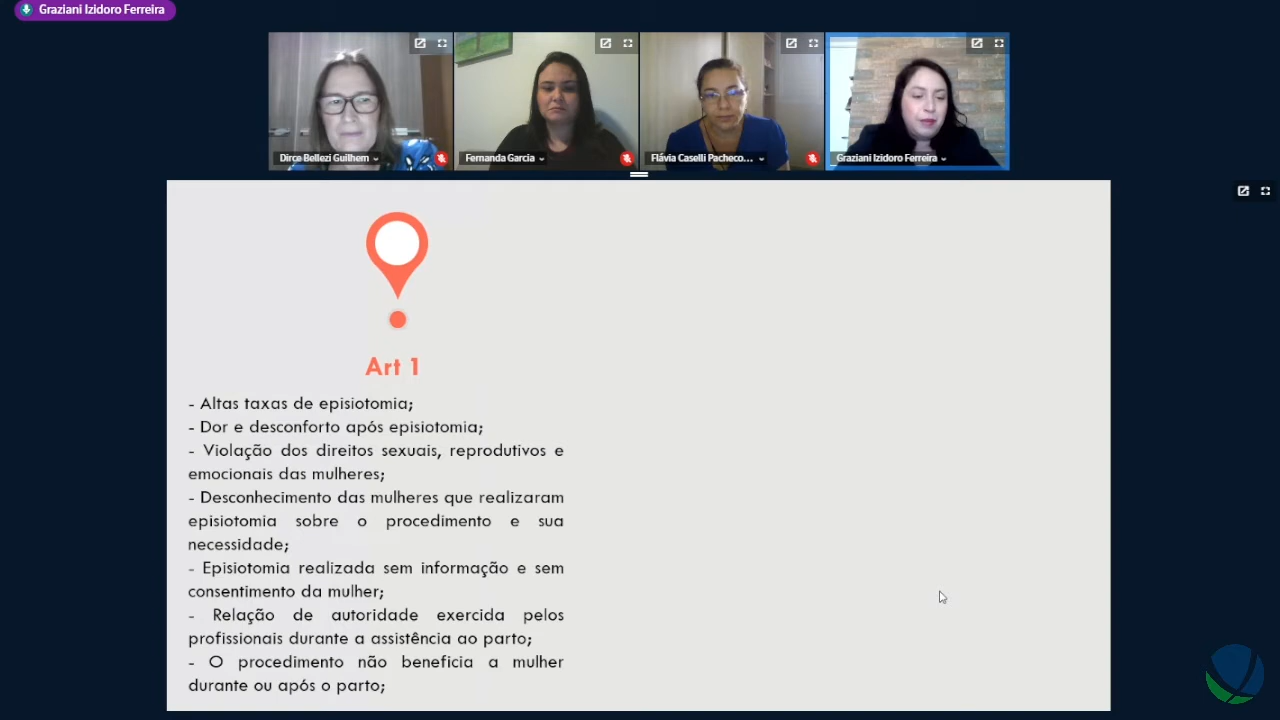 Graziani Izidoro Ferreira
Dirce Bellezi Guilhem
Fernanda Garcia
Flávia Caselli Pacheco...
Graziani Izidoro Ferreira
Art 1
- Altas taxas de episiotomia;
- Dor e desconforto após episiotomia;
- Violação dos direitos sexuais, reprodutivos e
emocionais das mulheres;
- Desconhecimento das mulheres que realizaram
episiotomia sobre o procedimento e sua
necessidade;
- Episiotomia realizada sem informação e sem
consentimento da mulher;
- Relação de autoridade exercida pelos
profissionais durante a assistência ao parto;
- O procedimento não beneficia a mulher
durante ou após o parto;